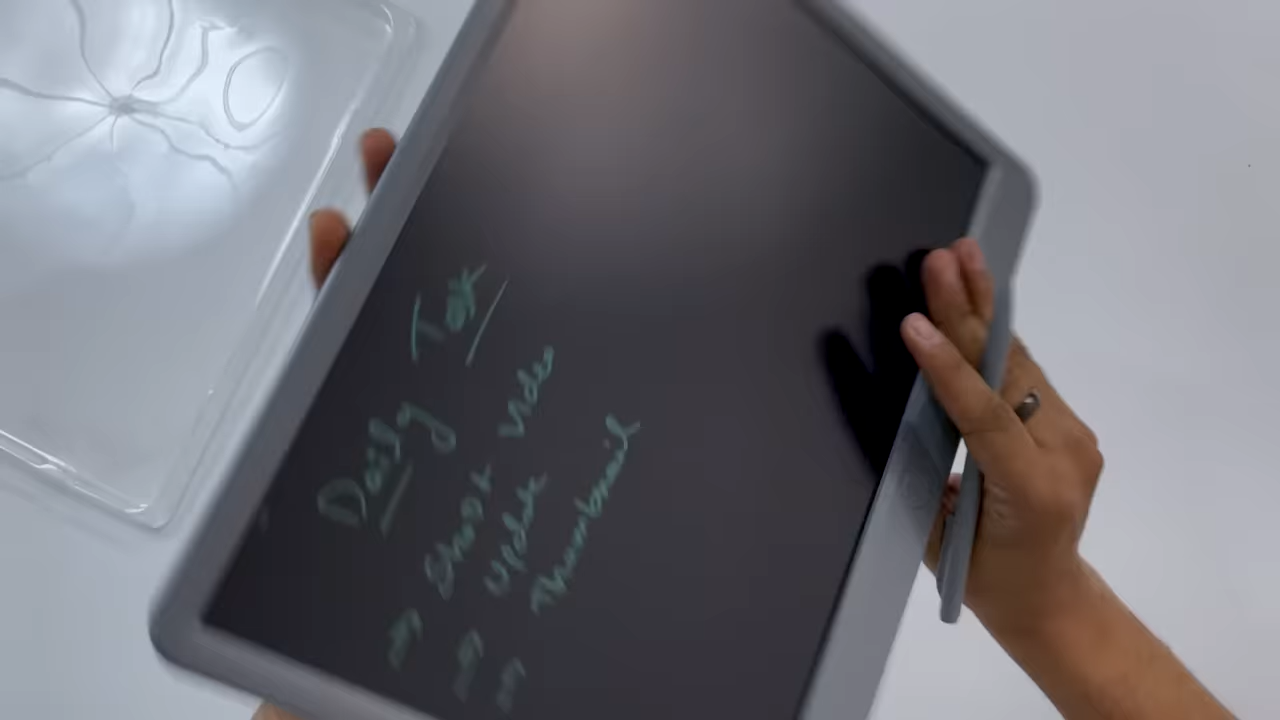 Daily Task
→ Shoot Video
→ Update
→ Thumbnail